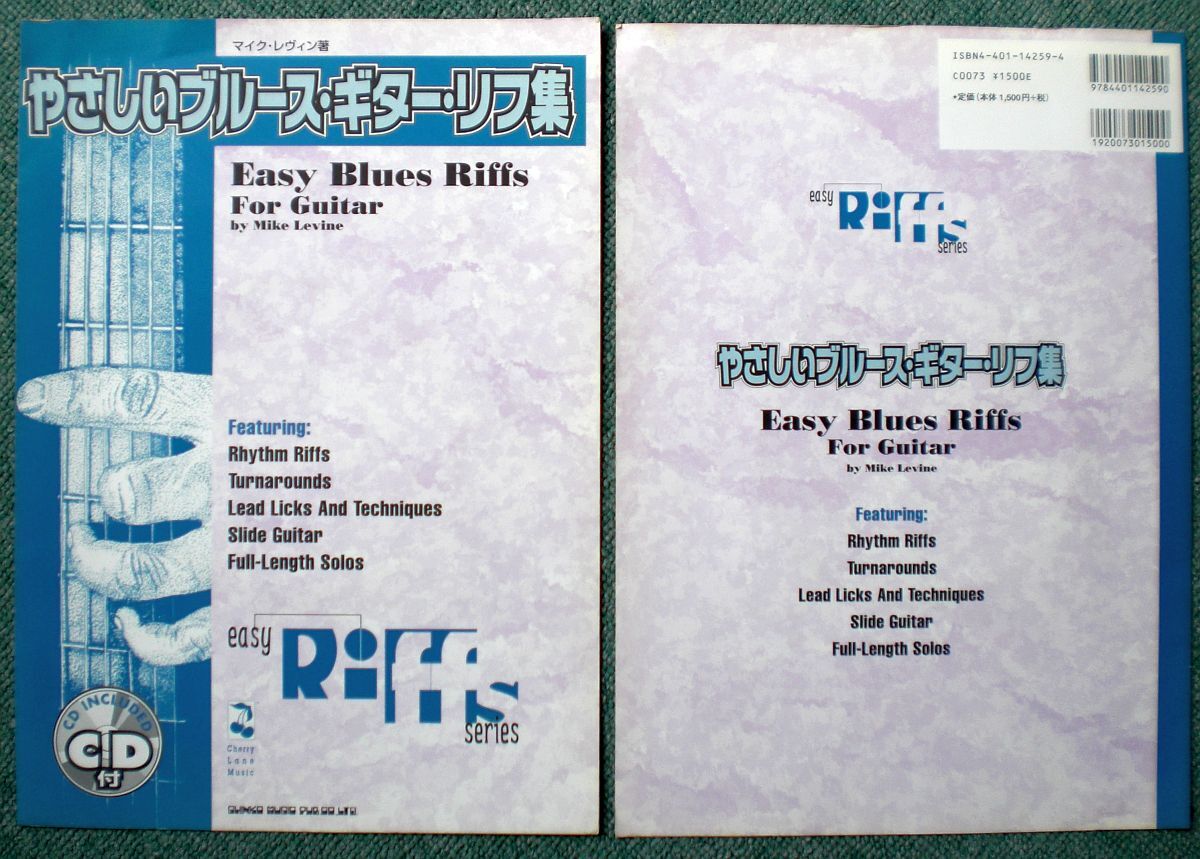 マイク・レヴィン著
やさしいブルース・ギター・リフ集
Easy Blues Riffs
For Guitar
by Mike Levine
Featuring:
Rhythm Riffs
Turnarounds
Lead Licks And Techniques
Slide Guitar
Full-Length Solos
easy
Riffs
series
CD INCLUDED
CD
付
Cherry
Lane
Music
SHINKO MUSIC PUB.CO.LTD.
ISBN4-401-14259-4
C0073 ¥1500E
•定価(本体1,500円+税)
9784401142590
1920073015000
easy
Riffs
series
やさしいブルース・ギター・リフ集
Easy Blues Riffs
For Guitar
by Mike Levine
Featuring:
Rhythm Riffs
Turnarounds
Lead Licks And Techniques
Slide Guitar
Full-Length Solos